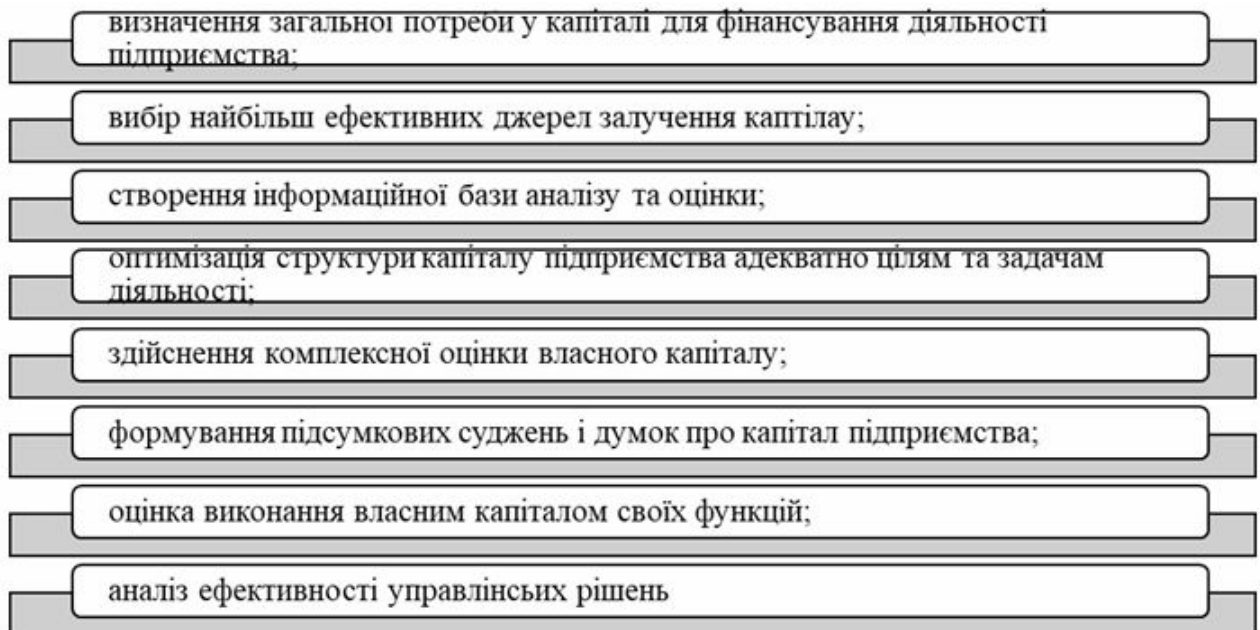 визначення загальної потреби у капіталі для фінансування діяльності
підприємства;
вибір найбільш ефективних джерел залучення каптілау;
створення інформаційної бази аналізу та оцінки;
оптимізація структури капіталу підприємства адекватно цілям та задачам
діяльності;
здійснення комплексної оцінки власного капіталу;
формування підсумкових суджень і думок про капітал підприємства;
оцінка виконання власним капіталом своїх функцій;
аналіз ефективності управлінсьих рішень